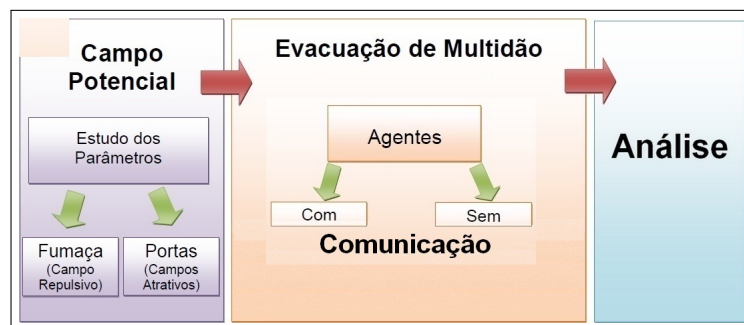 Campo
Potencial
Estudo dos
Parâmetros
Fumaça
(Campo
Repulsivo)
Portas
(Campos
Atrativos)
Evacuação de Multidão
Agentes
Com
Sem
Comunicação
Análise